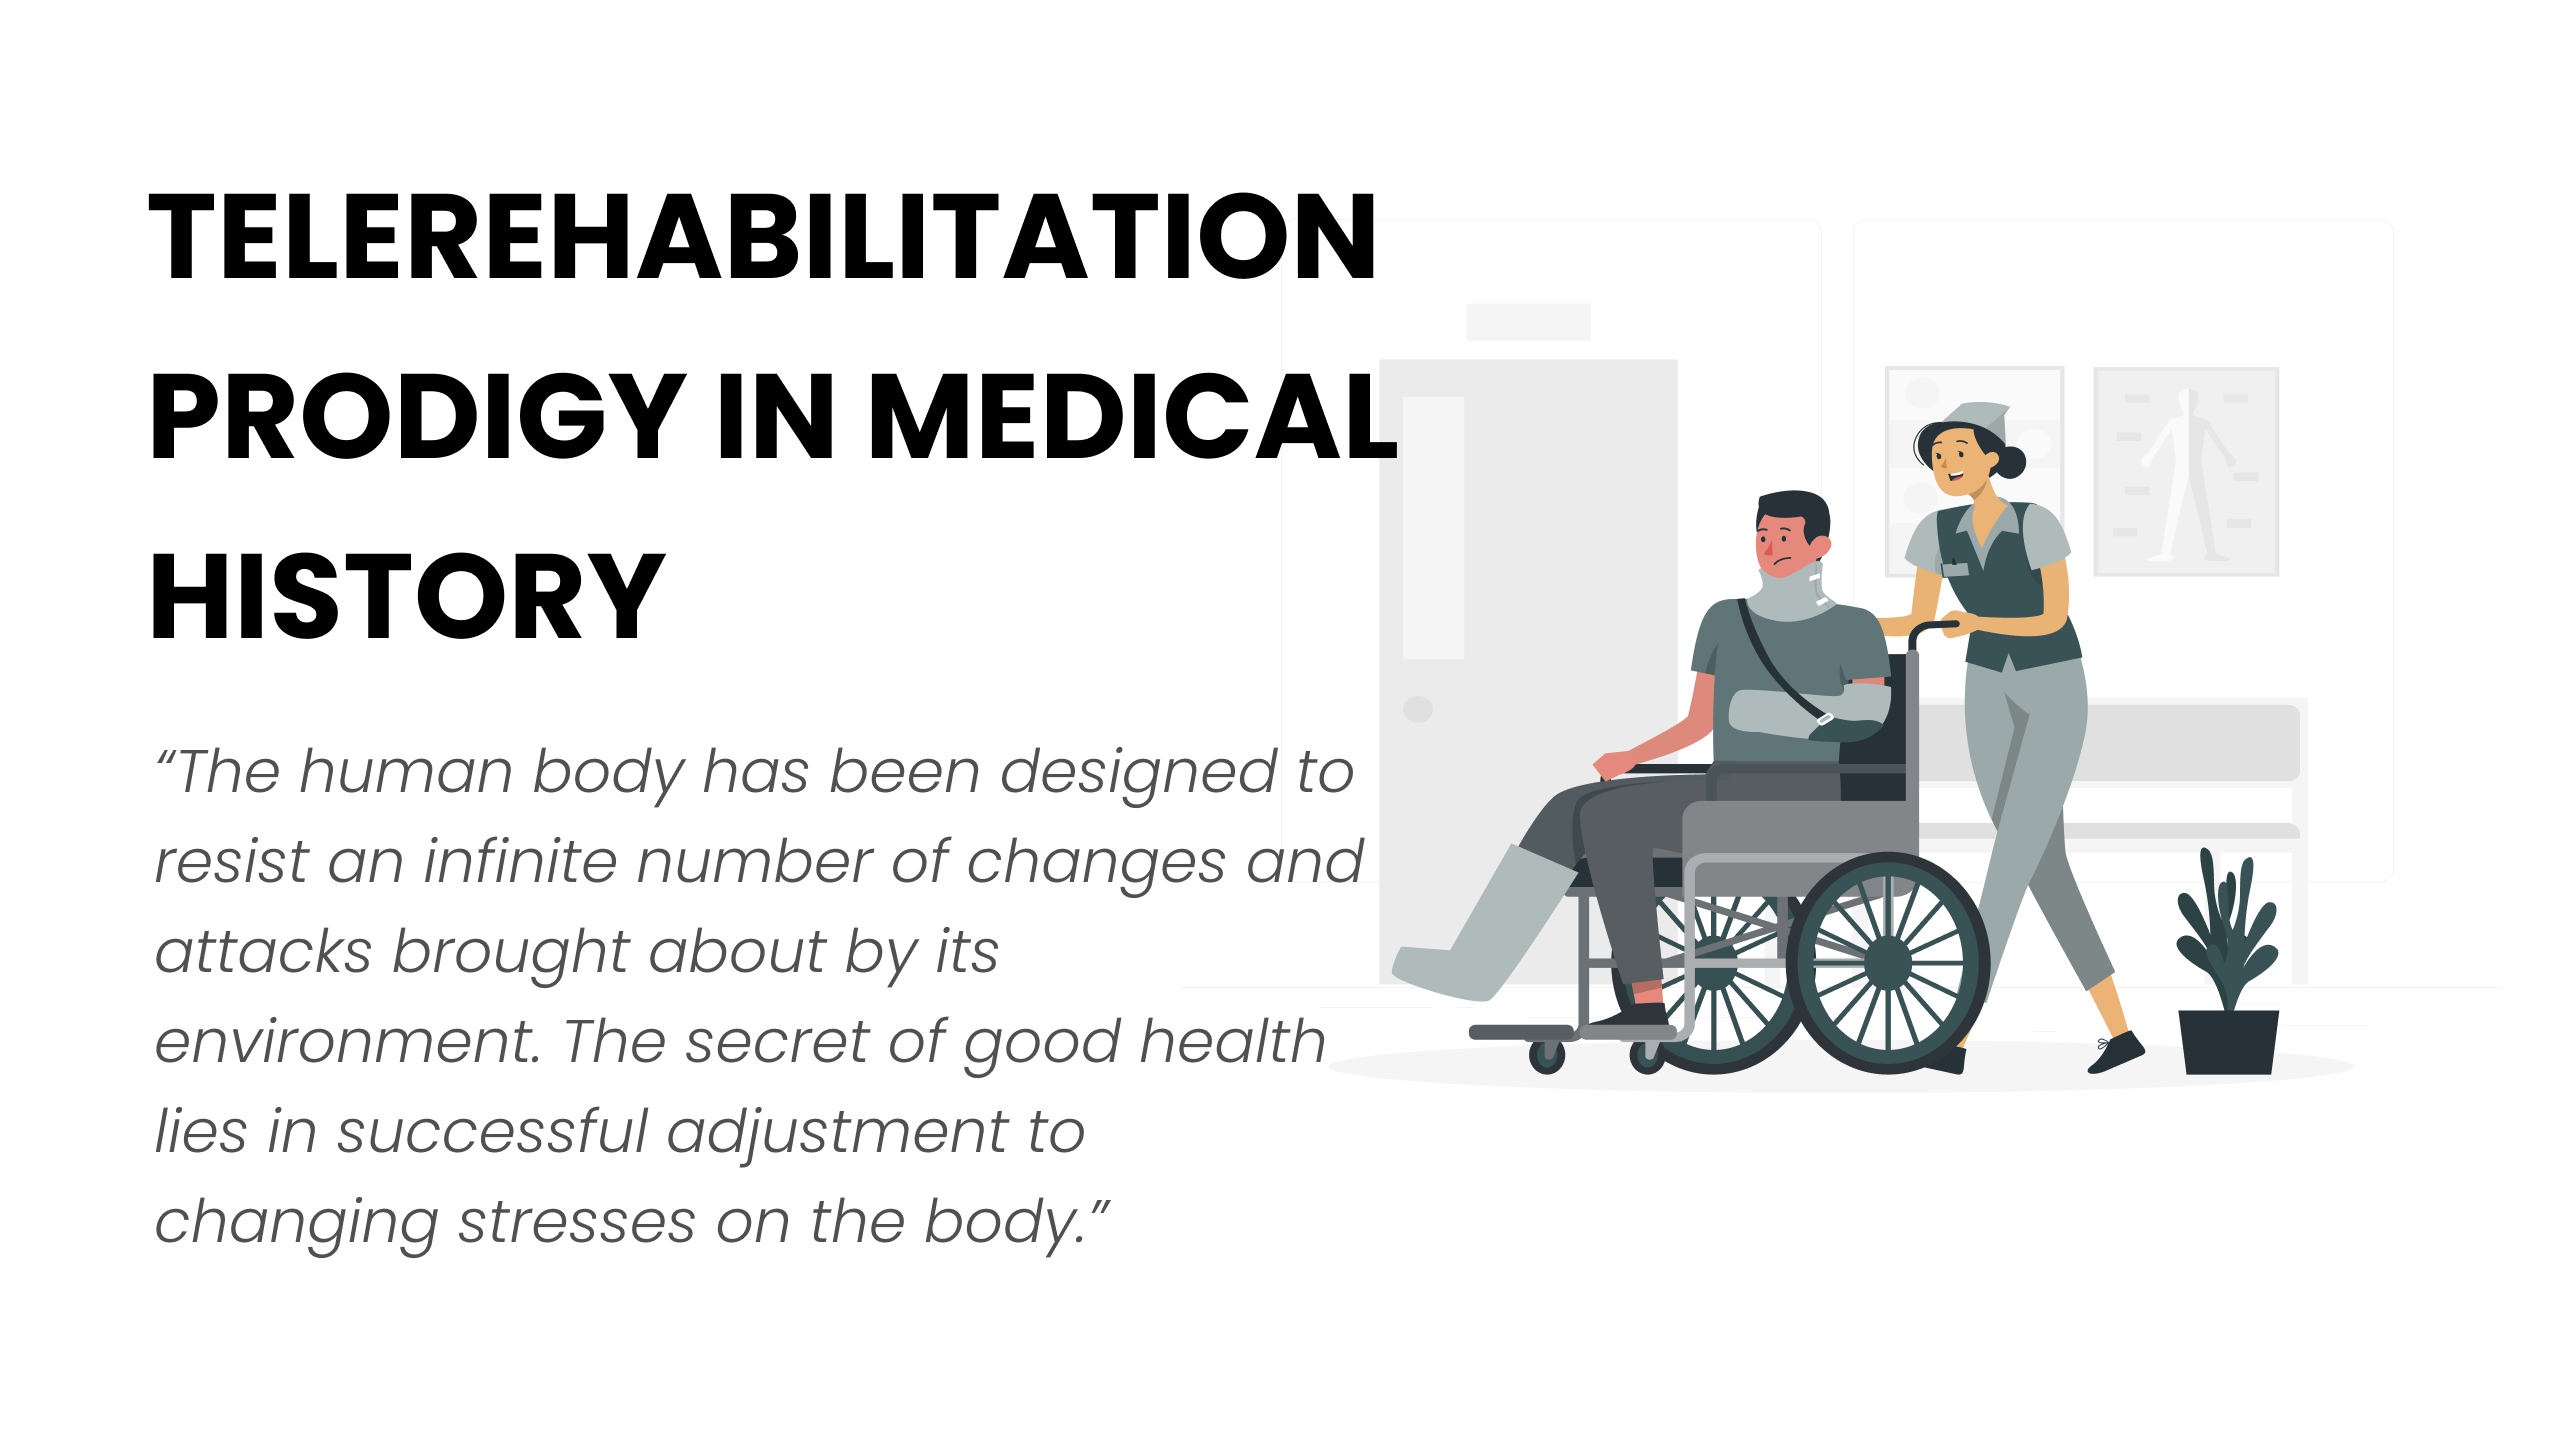 TELEREHABILITATION
PRODIGY IN MEDICAL
HISTORY
“The human body has been designed to
resist an infinite number of changes and
attacks brought about by its
environment. The secret of good health
lies in successful adjustment to
changing stresses on the body.”